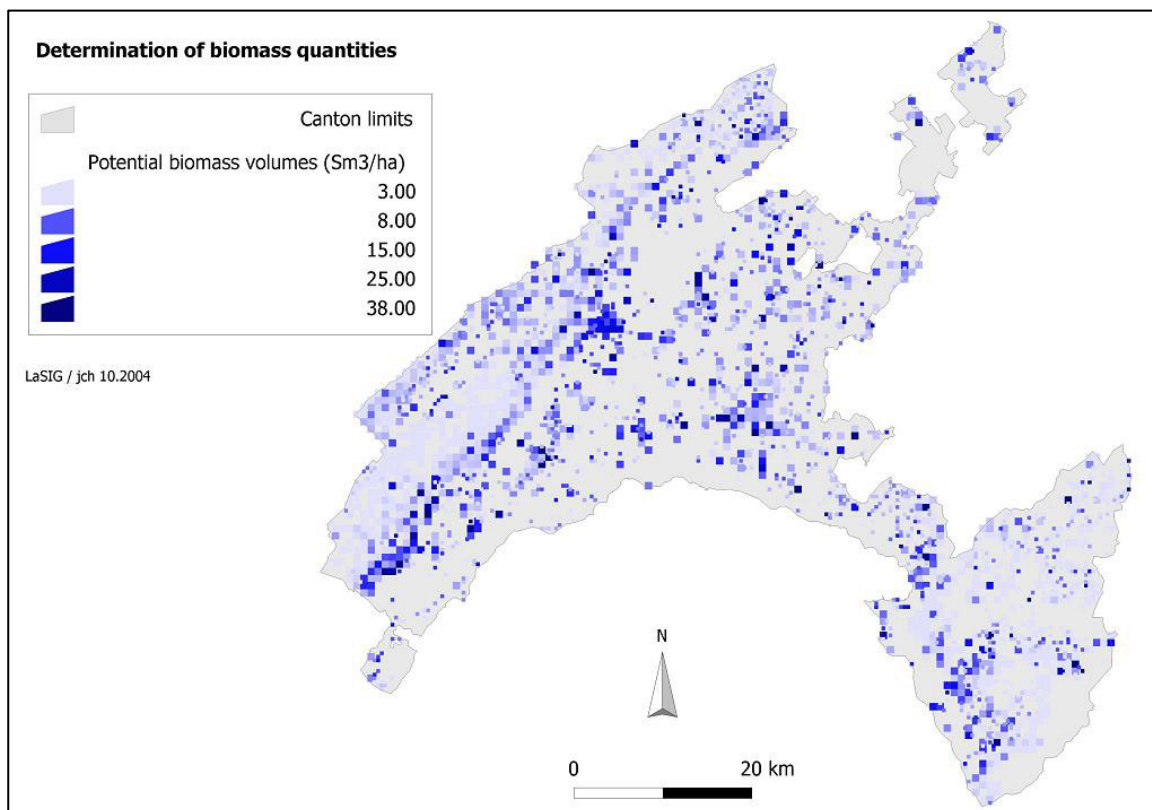 Determination of biomass quantities
Canton limits
Potential biomass volumes (Sm3/ha)
3.00
8.00
15.00
25.00
38.00
LaSIG / jch 10.2004
N
0 20 km